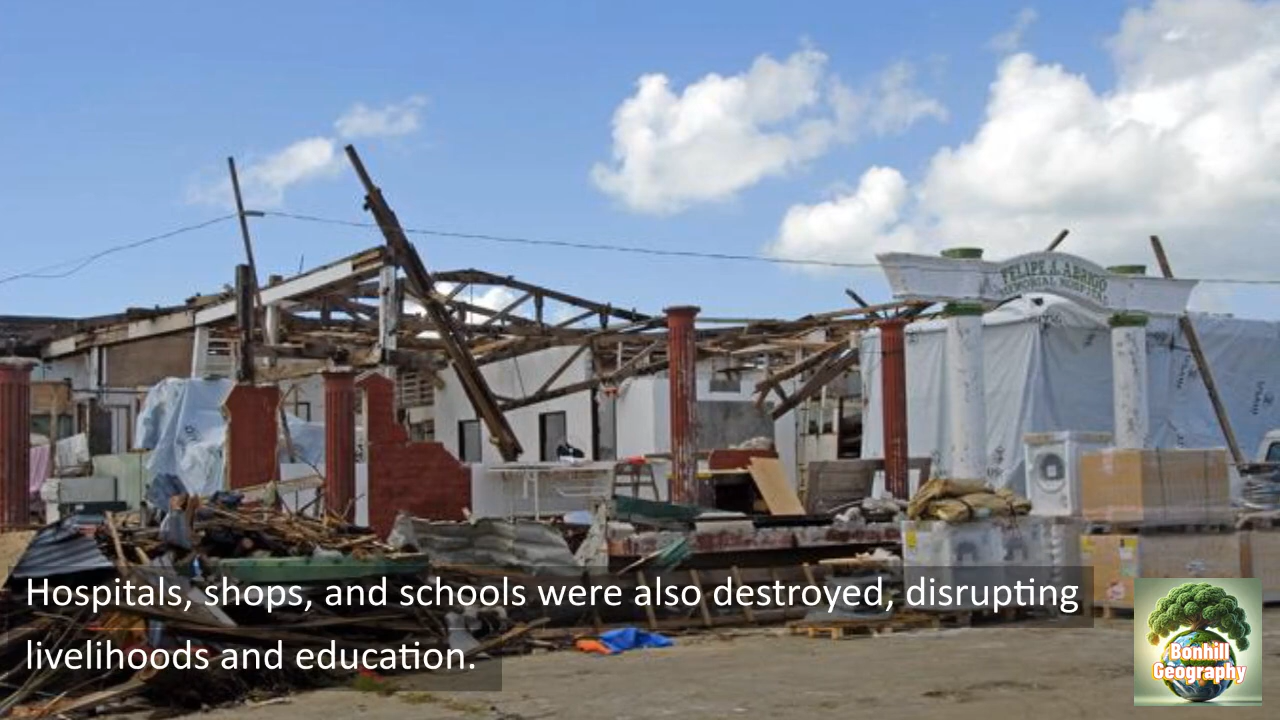 FELIPE A. ABRIGO
MEMORIAL HOSPITAL
Hospitals, shops, and schools were also destroyed, disrupting
livelihoods and education.
Bonhill
Geography